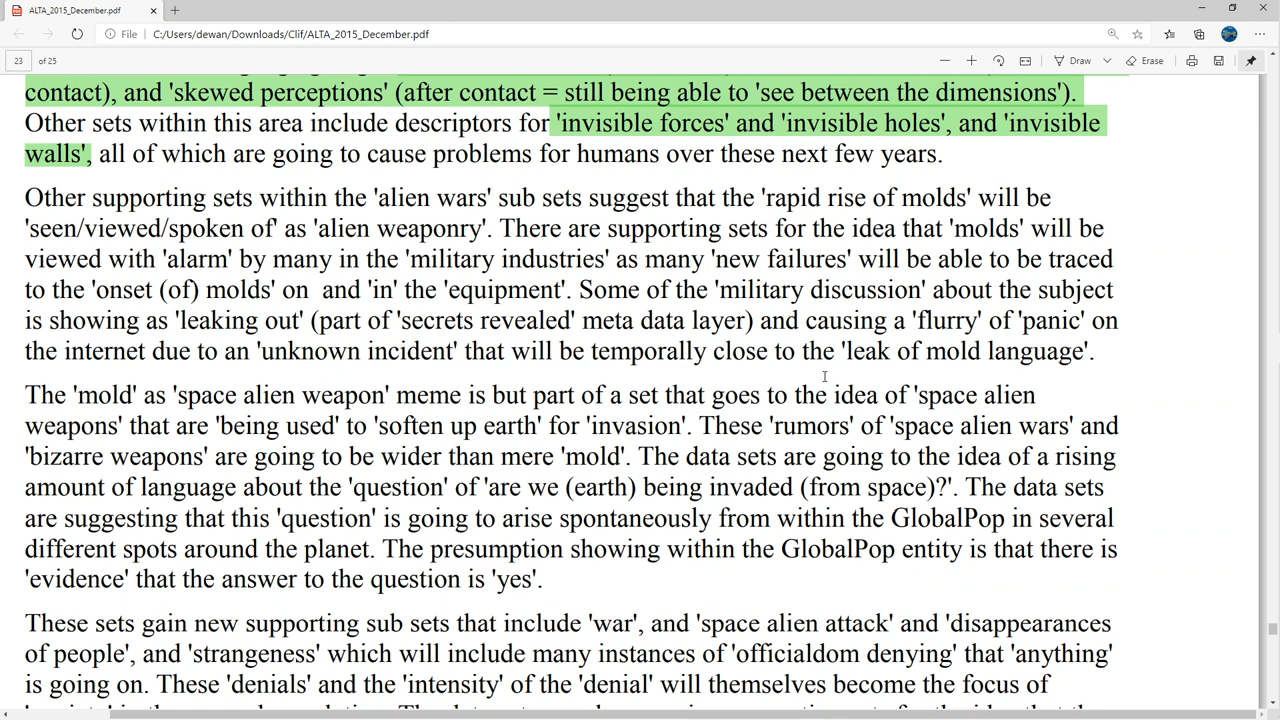 ALTA_2015_December.pdf
File C:/Users/dewan/Downloads/Clif/ALTA_2015_December.pdf
23 of 25 Draw Erase
contact), and 'skewed perceptions' (after contact = still being able to 'see between the dimensions').
Other sets within this area include descriptors for 'invisible forces' and 'invisible holes', and 'invisible
walls', all of which are going to cause problems for humans over these next few years.
Other supporting sets within the 'alien wars' sub sets suggest that the 'rapid rise of molds' will be
'seen/viewed/spoken of' as 'alien weaponry'. There are supporting sets for the idea that 'molds' will be
viewed with 'alarm' by many in the 'military industries' as many 'new failures' will be able to be traced
to the 'onset (of) molds' on and 'in' the 'equipment'. Some of the 'military discussion' about the subject
is showing as 'leaking out' (part of 'secrets revealed' meta data layer) and causing a 'flurry' of 'panic' on
the internet due to an 'unknown incident' that will be temporally close to the 'leak of mold language'.
The 'mold' as 'space alien weapon' meme is but part of a set that goes to the idea of 'space alien
weapons' that are 'being used' to 'soften up earth' for 'invasion'. These 'rumors' of 'space alien wars' and
'bizarre weapons' are going to be wider than mere 'mold'. The data sets are going to the idea of a rising
amount of language about the 'question' of 'are we (earth) being invaded (from space)?'. The data sets
are suggesting that this 'question' is going to arise spontaneously from within the GlobalPop in several
different spots around the planet. The presumption showing within the GlobalPop entity is that there is
'evidence' that the answer to the question is 'yes'.
These sets gain new supporting sub sets that include 'war', and 'space alien attack' and 'disappearances
of people', and 'strangeness' which will include many instances of 'officialdom denying' that 'anything'
is going on. These 'denials' and the 'intensity' of the 'denial' will themselves become the focus of